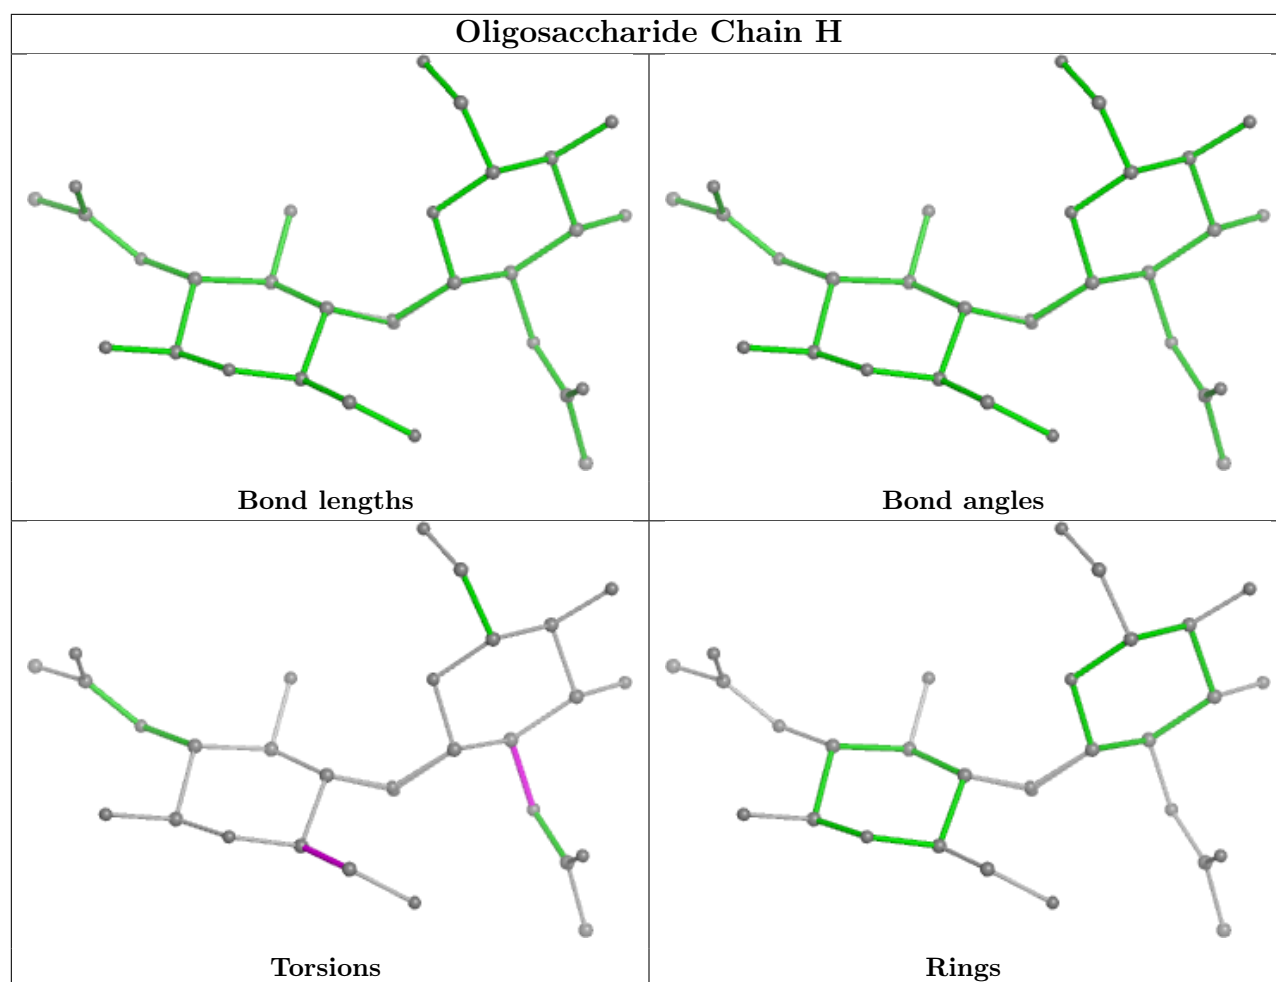 Oligosaccharide Chain H
Bond lengths
Bond angles
Torsions
Rings